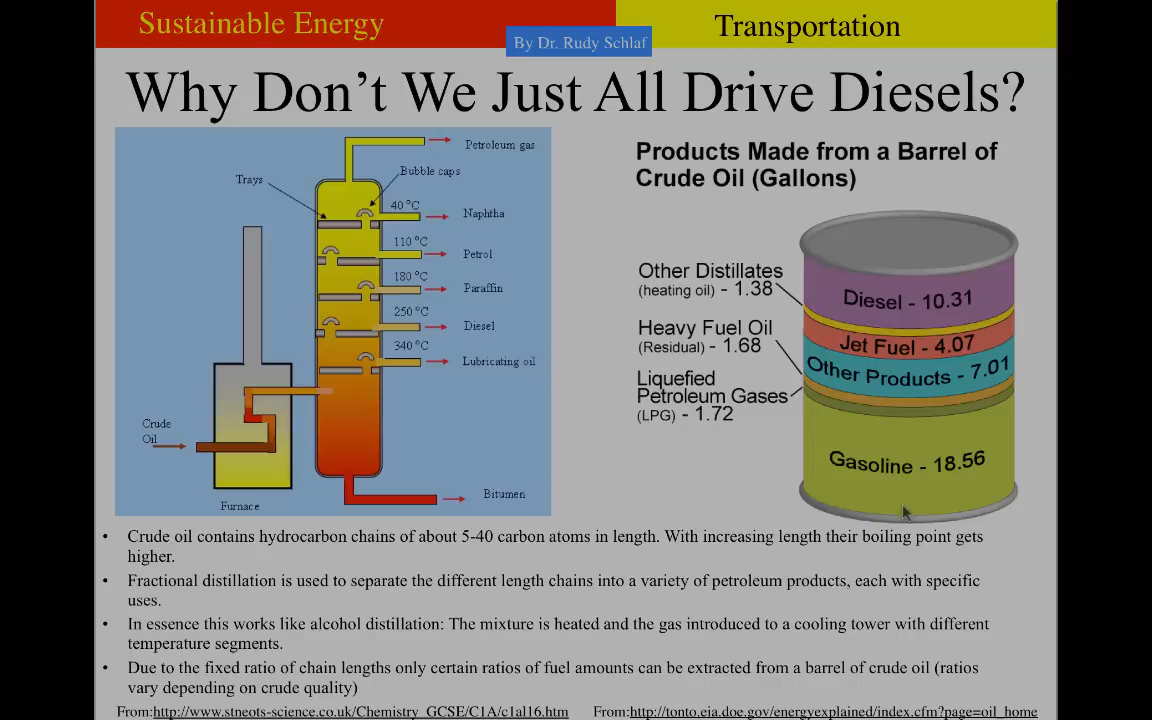 Sustainable Energy
Transportation
By Dr. Rudy Schlaf
Why Don't We Just All Drive Diesels?
Petroleum gas
Trays
Bubble caps
40 °C
Naphtha
110 °C
Petrol
180 °C
Paraffin
250 °C
Diesel
340 °C
Lubricating oil
Crude
Oil
Bitumen
Furnace
Products Made from a Barrel of
Crude Oil (Gallons)
Other Distillates
(heating oil) - 1.38
Heavy Fuel Oil
(Residual) - 1.68
Liquefied
Petroleum Gases
(LPG) - 1.72
Diesel - 10.31
Jet Fuel - 4.07
Other Products - 7.01
Gasoline - 18.56
• Crude oil contains hydrocarbon chains of about 5-40 carbon atoms in length. With increasing length their boiling point gets
higher.
• Fractional distillation is used to separate the different length chains into a variety of petroleum products, each with specific
uses.
• In essence this works like alcohol distillation: The mixture is heated and the gas introduced to a cooling tower with different
temperature segments.
• Due to the fixed ratio of chain lengths only certain ratios of fuel amounts can be extracted from a barrel of crude oil (ratios
vary depending on crude quality)
From:http://www.stneots-science.co.uk/Chemistry_GCSE/C1A/c1al16.htm
From:http://tonto.eia.doe.gov/energyexplained/index.cfm?page=oil_home